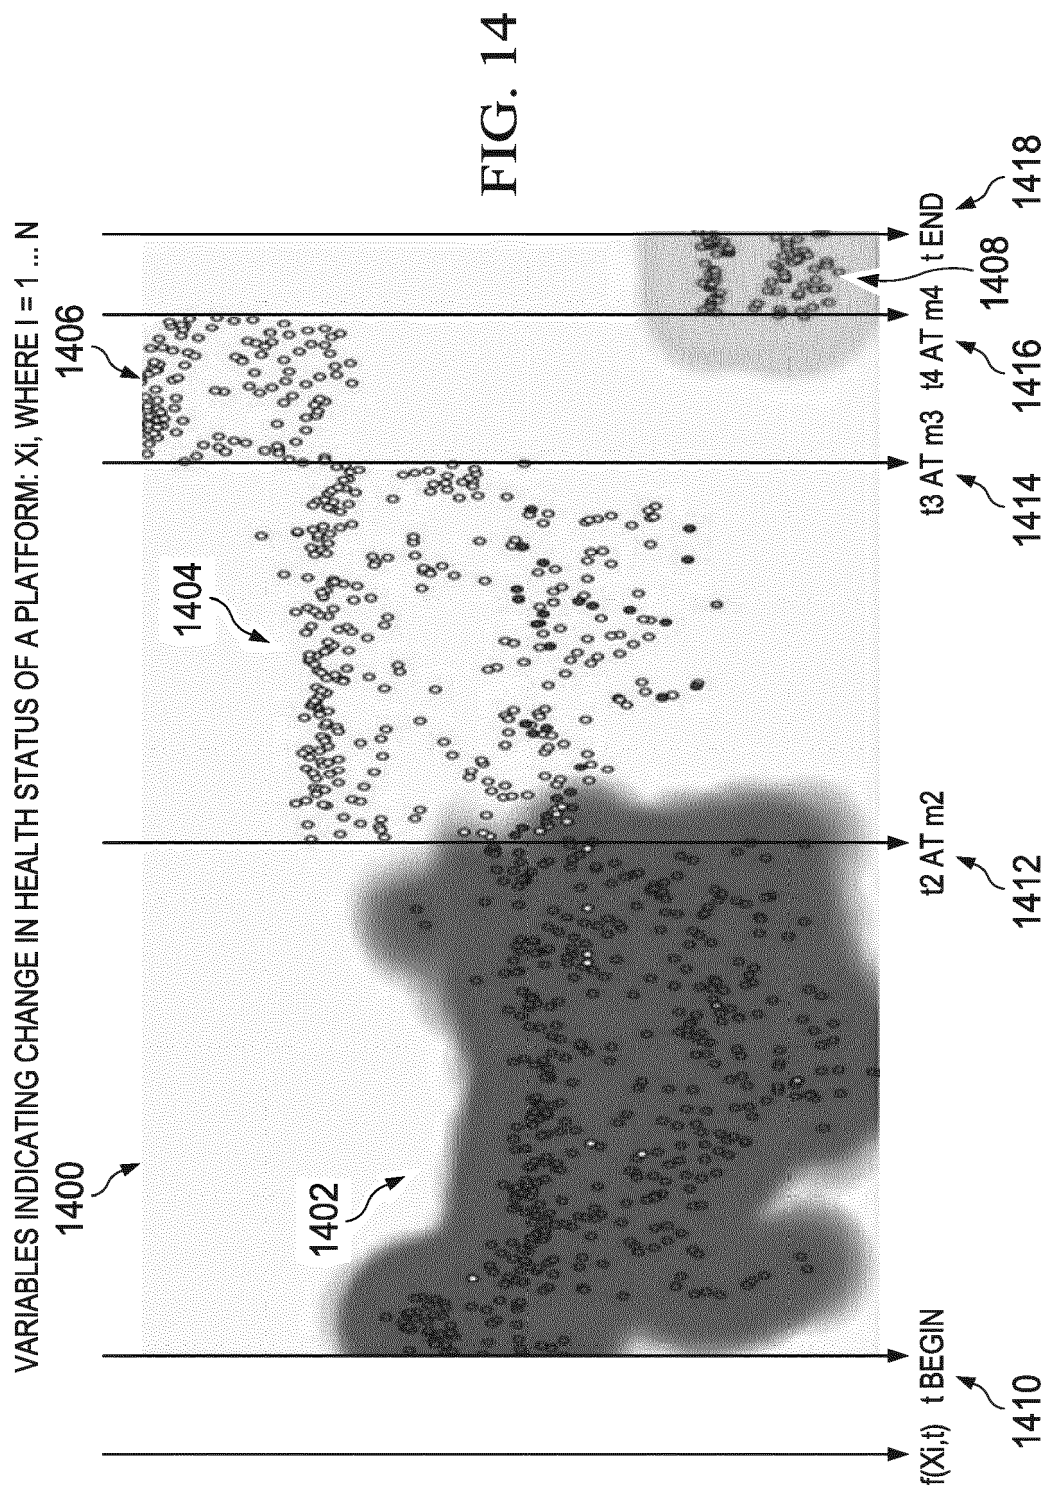 VARIABLES INDICATING CHANGE IN HEALTH STATUS OF A PLATFORM: Xi, WHERE I = 1 ... N
1400
1406
1402
1404
f(Xi,t)
t BEGIN
t2 AT m2
t3 AT m3
t4 AT m4
t END
1410
1412
1414
1416
1408
1418
FIG. 14